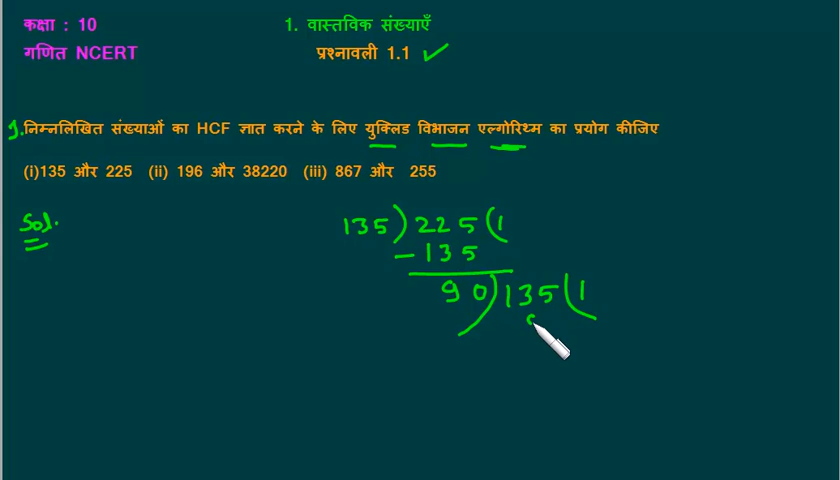 कक्षा : 10
1. वास्तविक संख्याएँ
गणित NCERT
प्रश्नावली 1.1
1.निम्नलिखित संख्याओं का HCF ज्ञात करने के लिए युक्लिड विभाजन एल्गोरिथ्म का प्रयोग कीजिए
(i)135 और 225 (ii) 196 और 38220 (iii) 867 और 255
Sol.
135) 225(1
-135
90)135(1